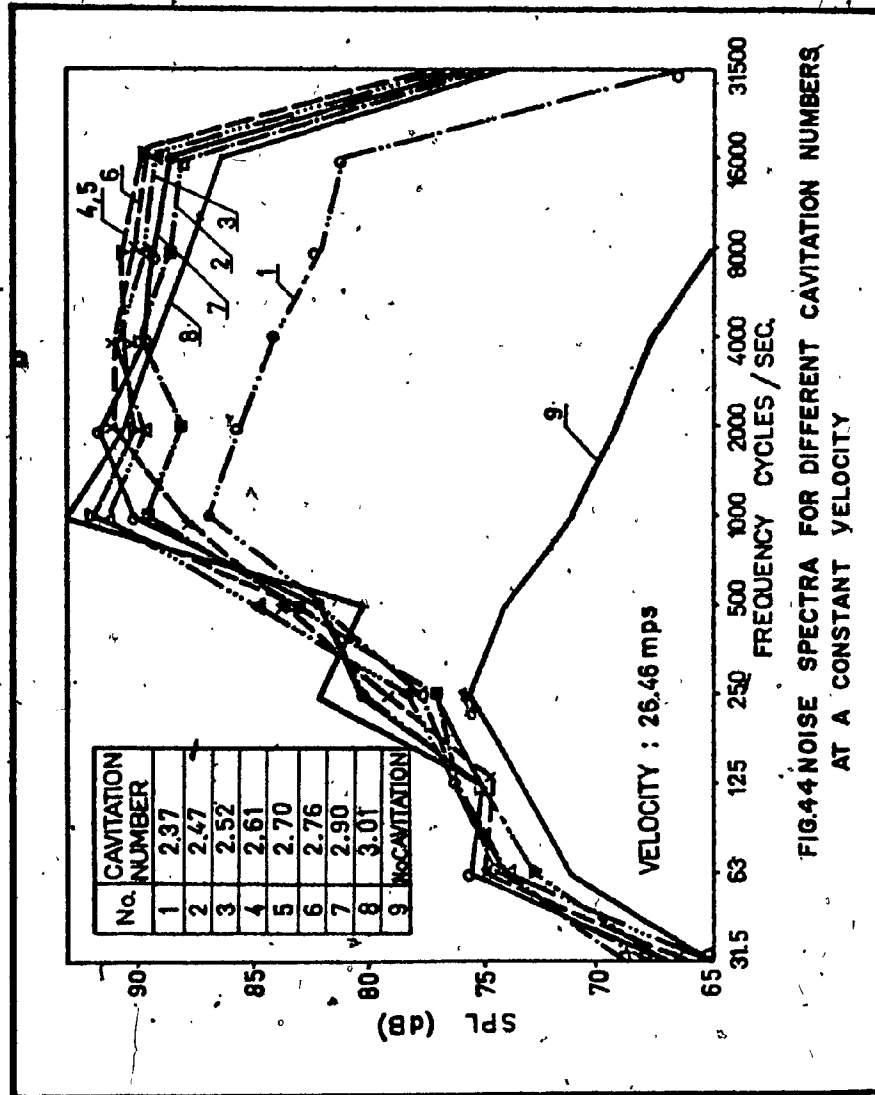 No. CAVITATION NUMBER
1 2.37
2 2.47
3 2.52
4 2.61
5 2.70
6 2.76
7 2.90
8 3.01
9 NO CAVITATION
4,5
6
3
2
7
8
1
9
VELOCITY : 26.46 mps
SPL (dB)
90
85
80
75
70
65
31.5 63 125 250 500 1000 2000 4000 8000 16000 31500
FREQUENCY CYCLES / SEC.
FIG.44 NOISE SPECTRA FOR DIFFERENT CAVITATION NUMBERS,
AT A CONSTANT VELOCITY